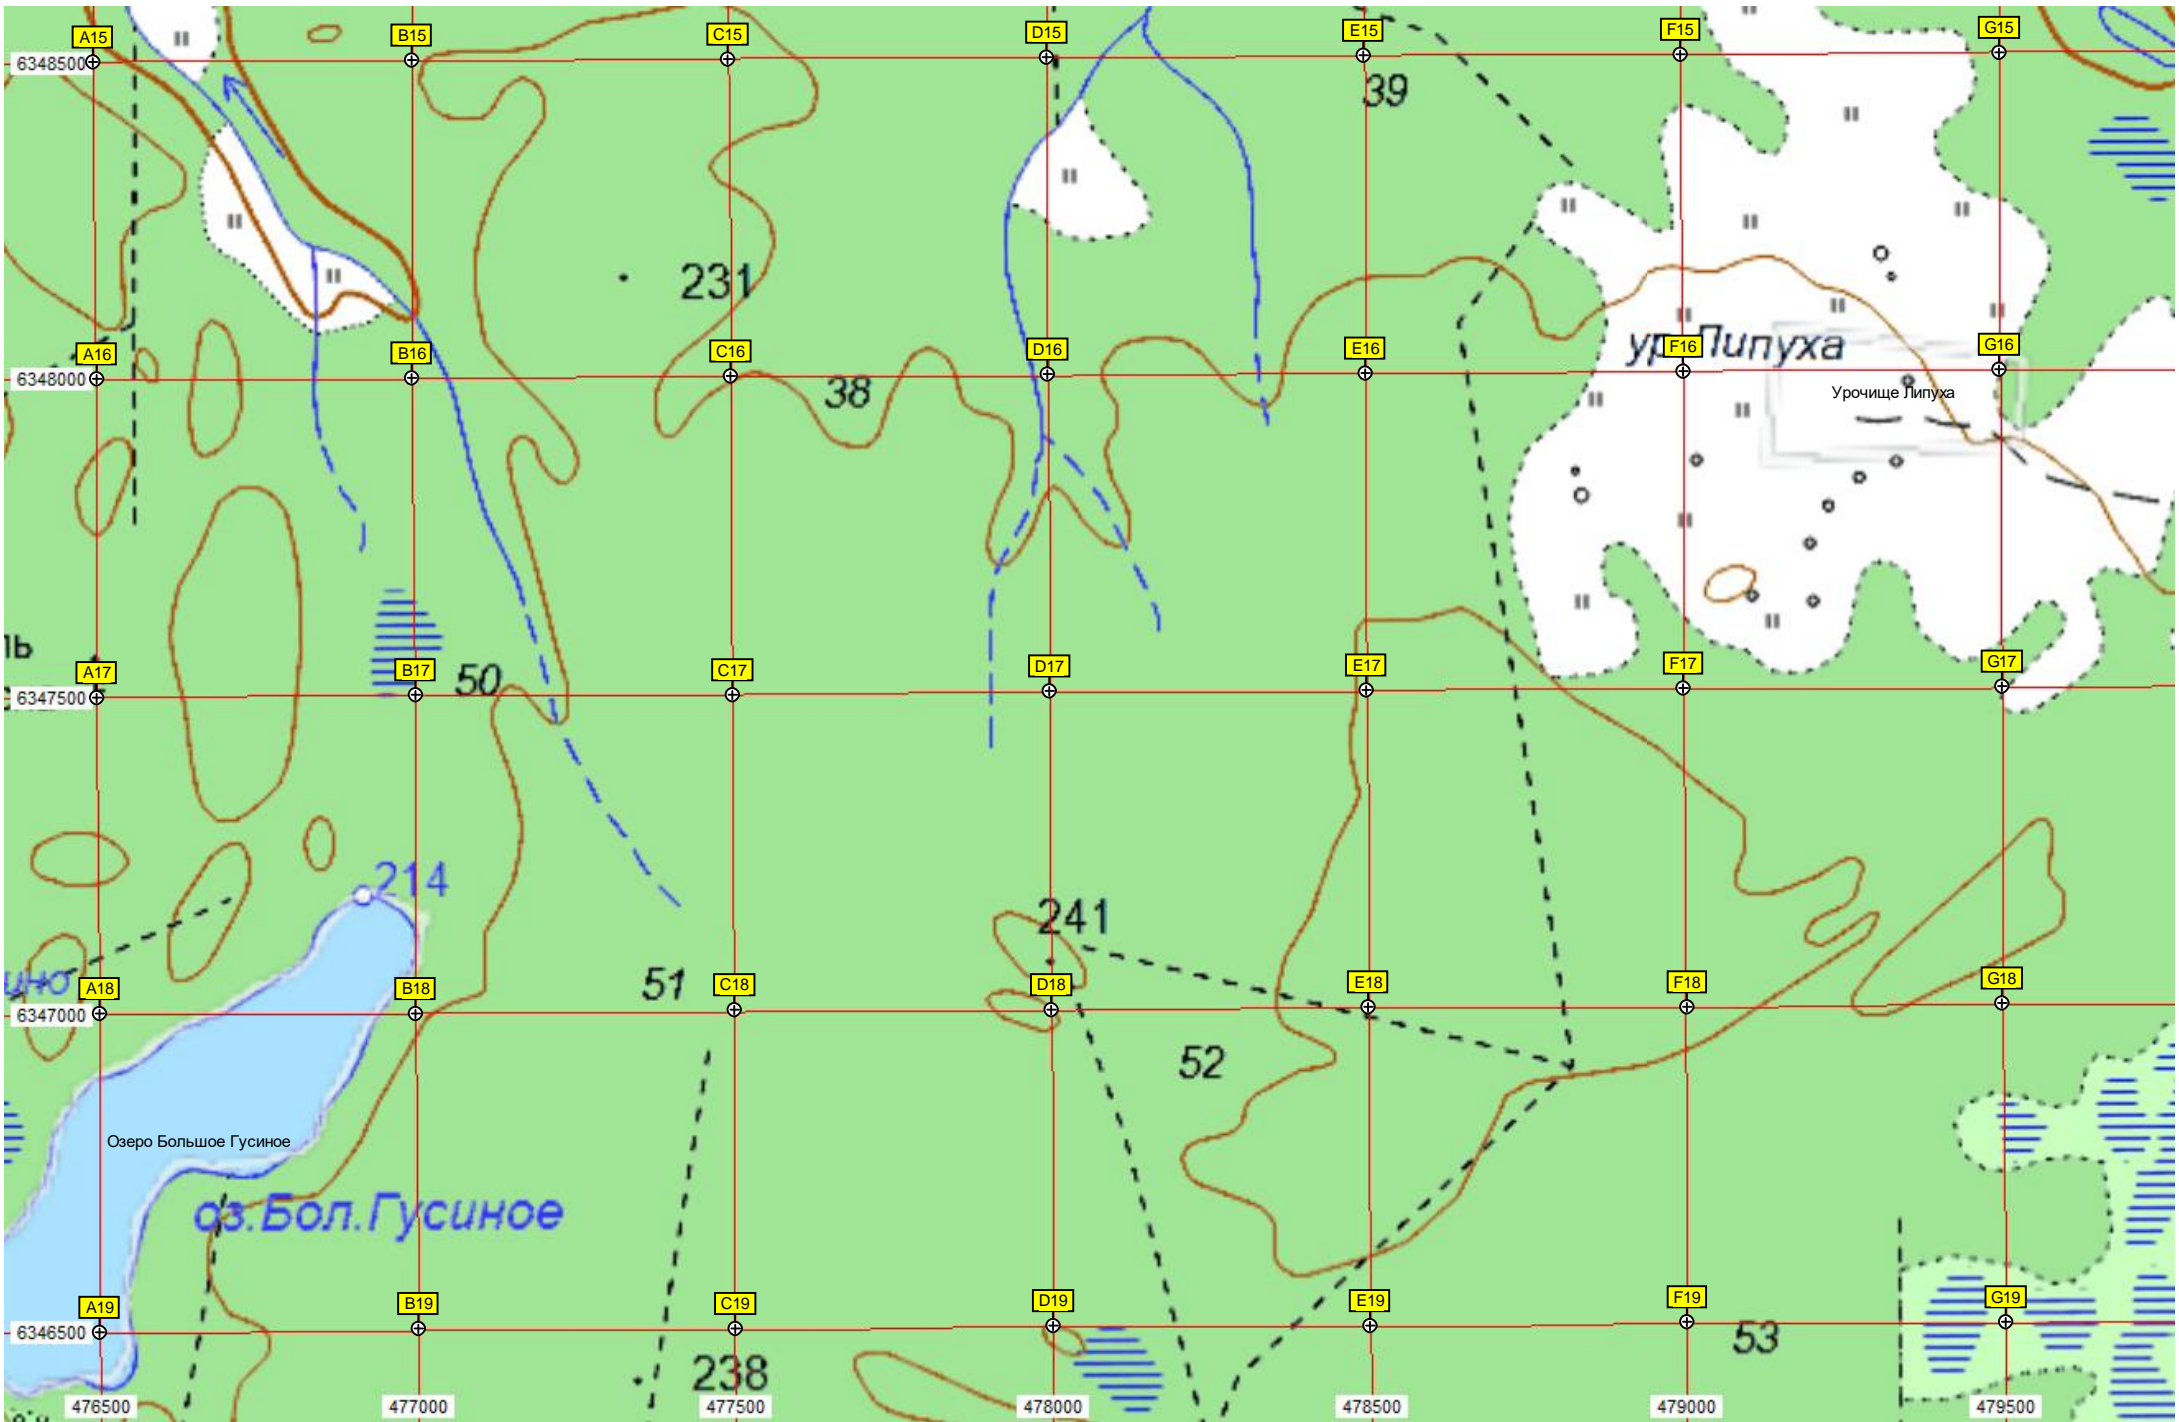 A15 B15 C15 D15 E15 F15 G15
6348500
39
231
A16 B16 C16 D16 E16 F16 G16
ур. Липуха
6348000
38
Урочище Липуха
ль
A17 B17 C17 D17 E17 F17 G17
50
6347500
214
241
ино
51
A18 B18 C18 D18 E18 F18 G18
6347000
52
Озеро Большое Гусиное
оз.Бол.Гусиное
A19 B19 C19 D19 E19 F19 G19
6346500
53
238
476500 477000 477500 478000 478500 479000 479500